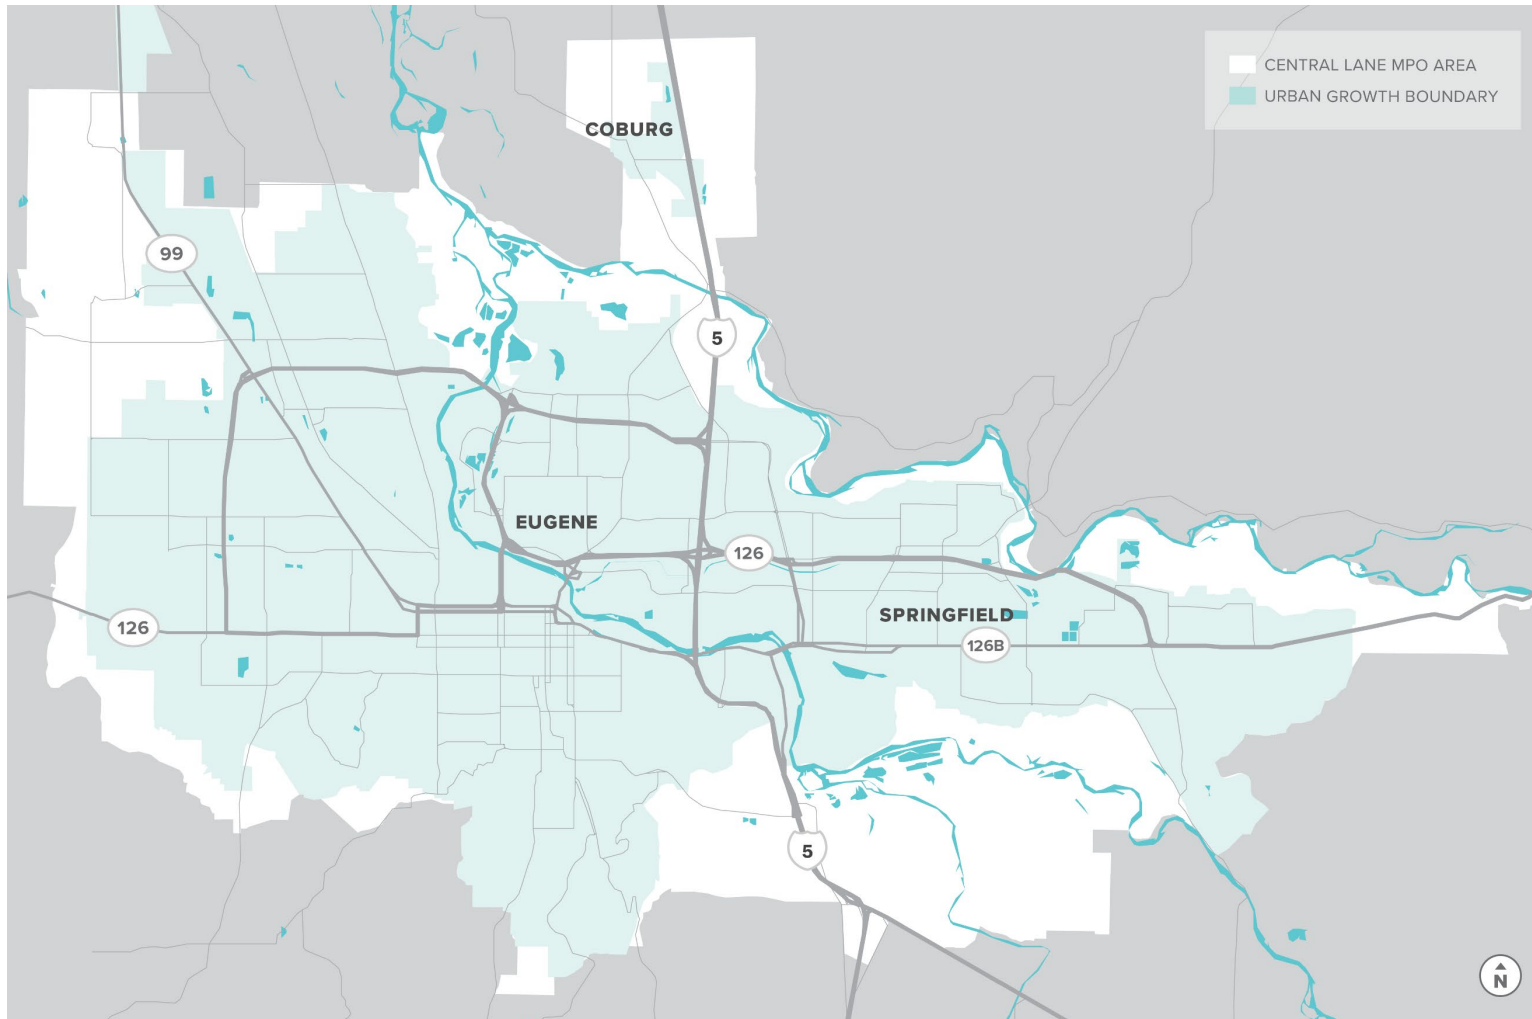 CENTRAL LANE MPO AREA
URBAN GROWTH BOUNDARY
COBURG
99
5
EUGENE
126
SPRINGFIELD
126
126B
5
N